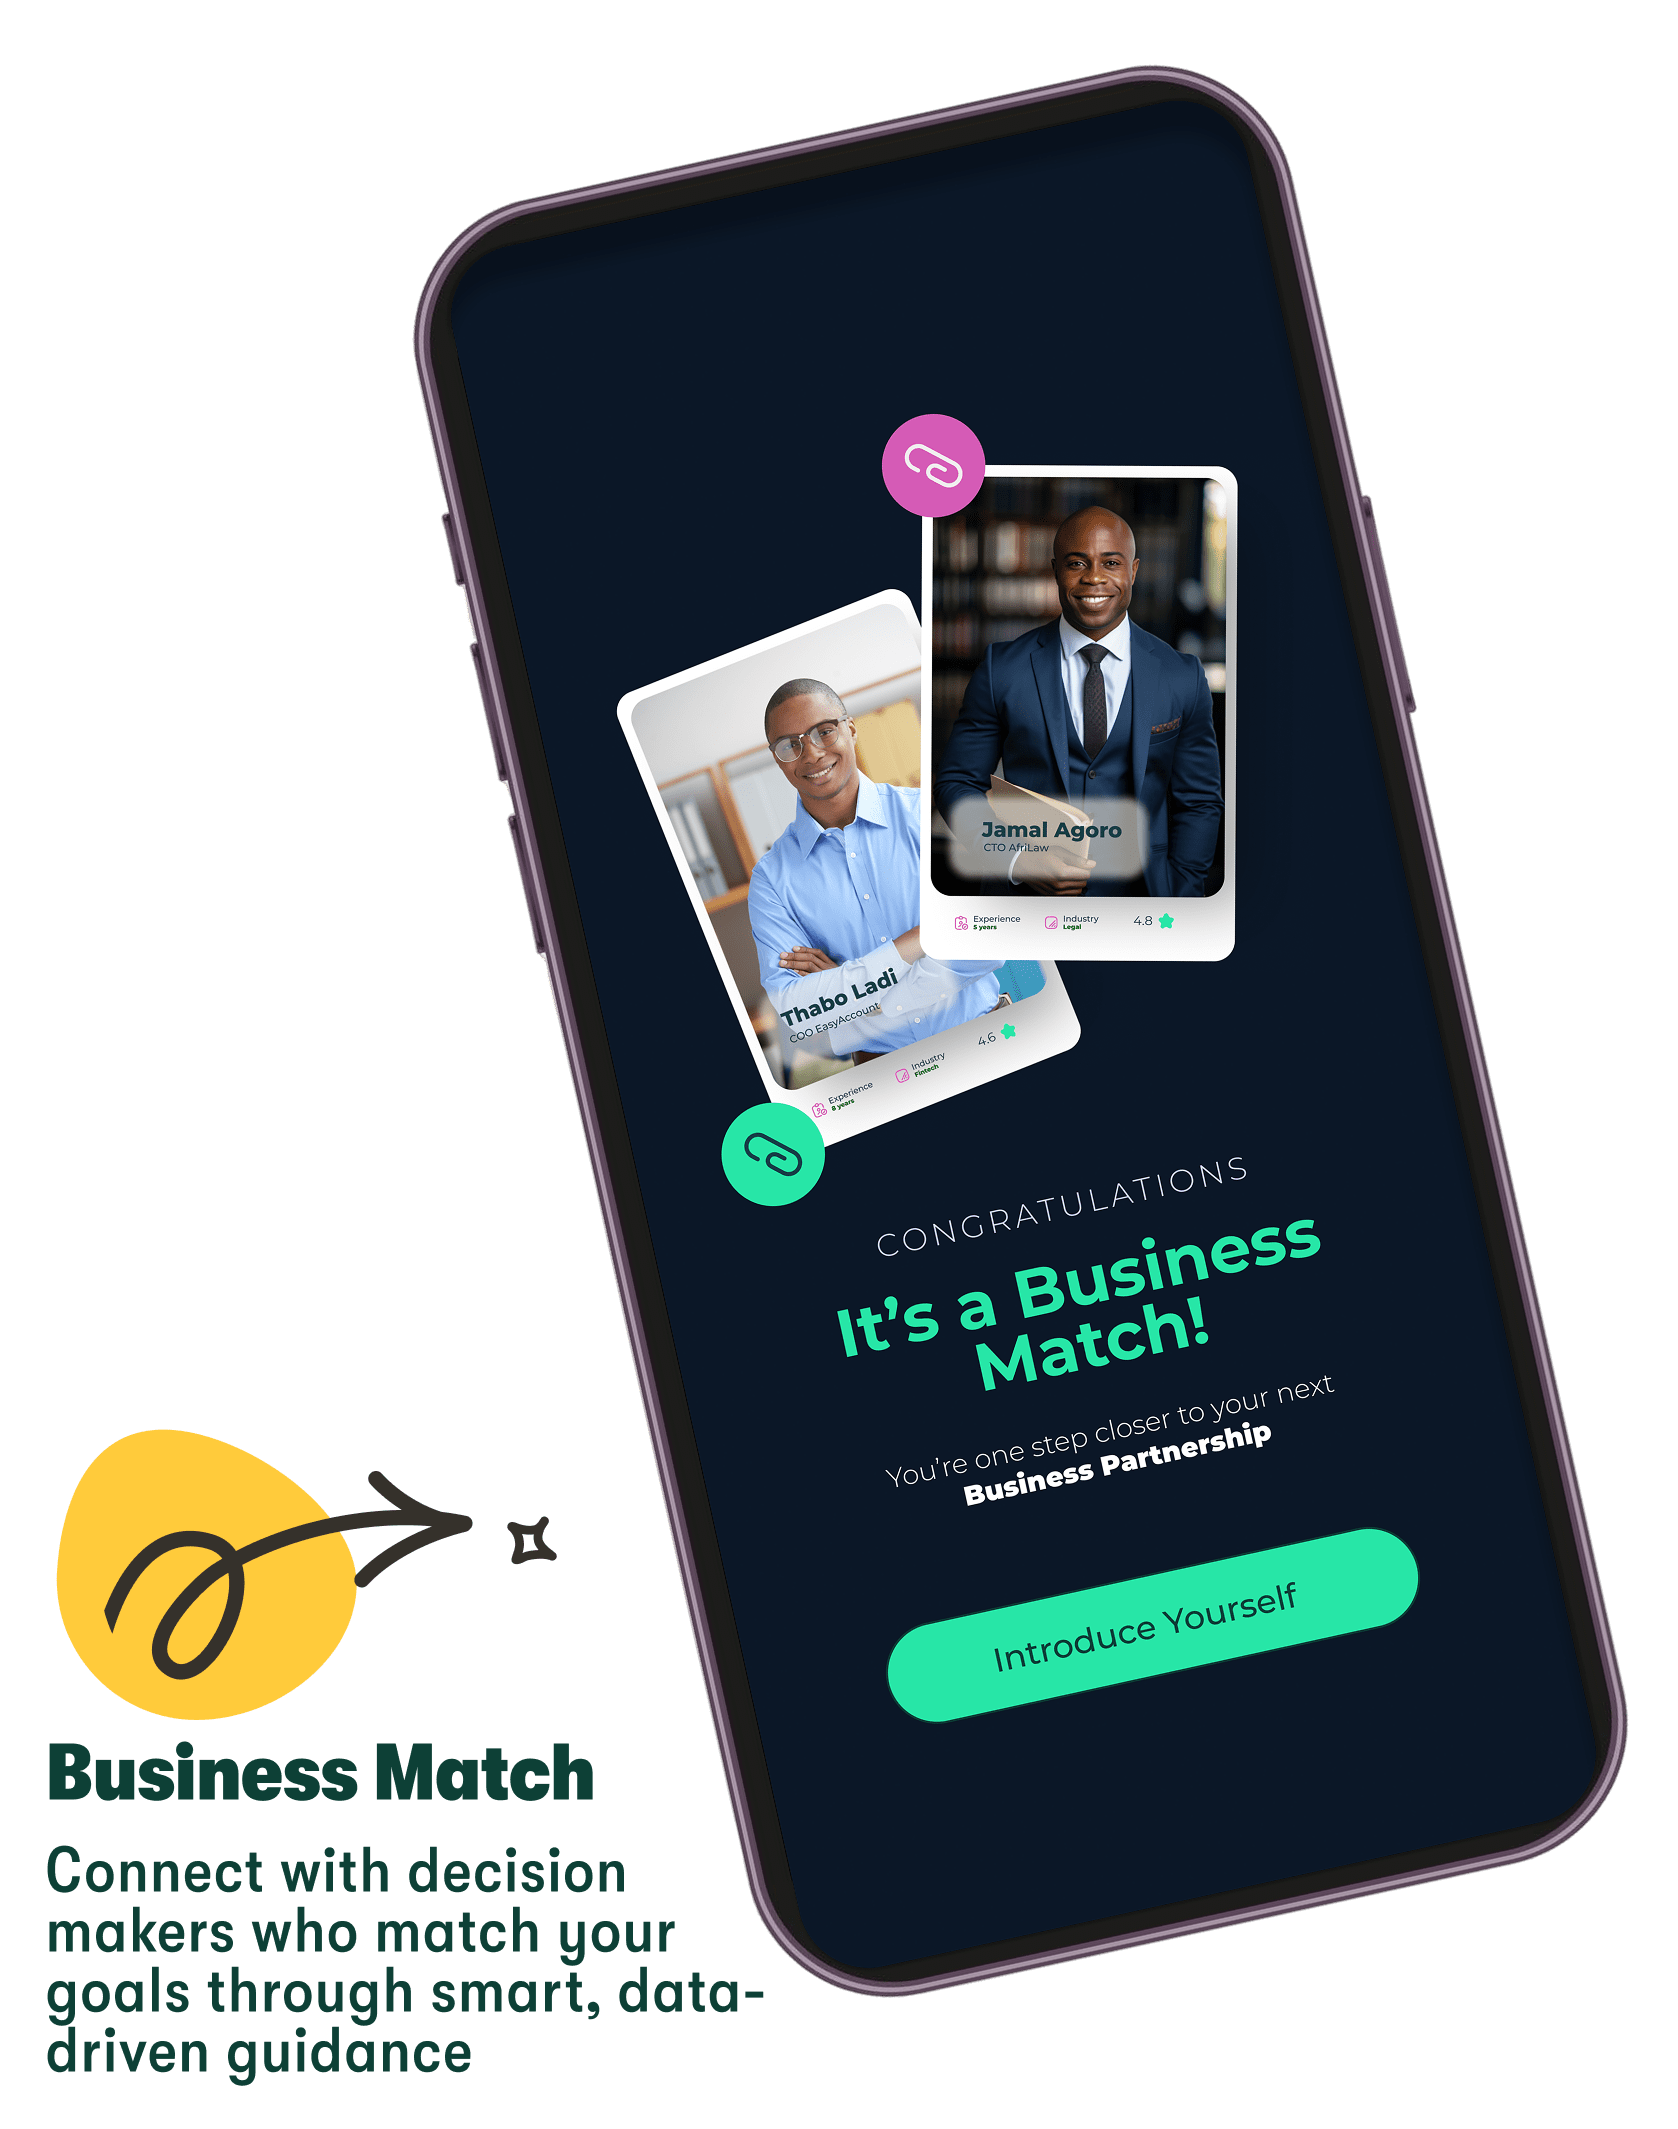 Jamal Agoro
CTO AfriLaw
Experience
5 years
Industry
Legal
4.8
Thabo Ladi
COO EasyAccount
Experience
8 years
Industry
Fintech
4.6
CONGRATULATIONS
It's a Business
Match!
You're one step closer to your next
Business Partnership
Introduce Yourself
Business Match
Connect with decision
makers who match your
goals through smart, data-
driven guidance